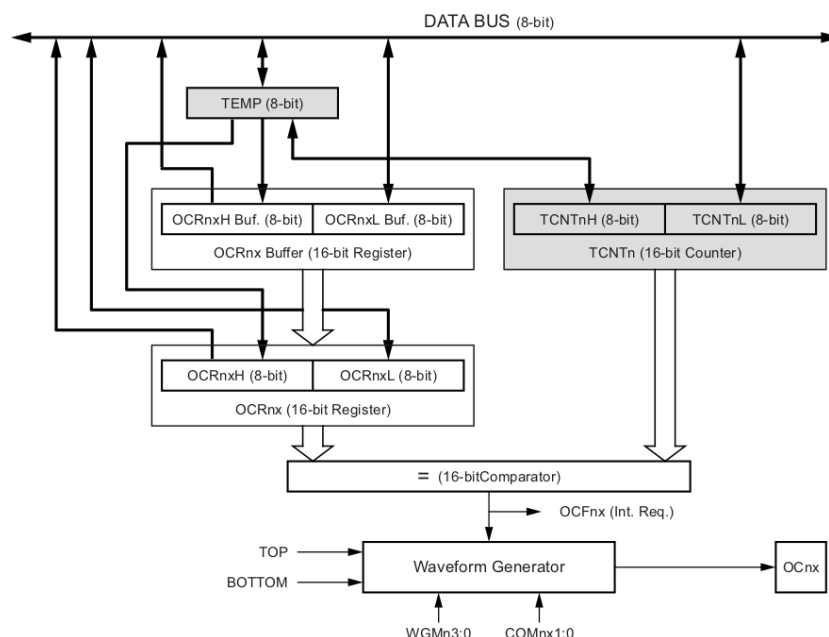 DATA BUS (8-bit)
TEMP (8-bit)
OCRnxH Buf. (8-bit) OCRnxL Buf. (8-bit)
OCRnx Buffer (16-bit Register)
TCNTnH (8-bit) TCNTnL (8-bit)
TCNTn (16-bit Counter)
OCRnxH (8-bit) OCRnxL (8-bit)
OCRnx (16-bit Register)
= (16-bitComparator)
OCFnx (Int. Req.)
TOP
BOTTOM
Waveform Generator
OCnx
WGMn3:0 COMnx1:0